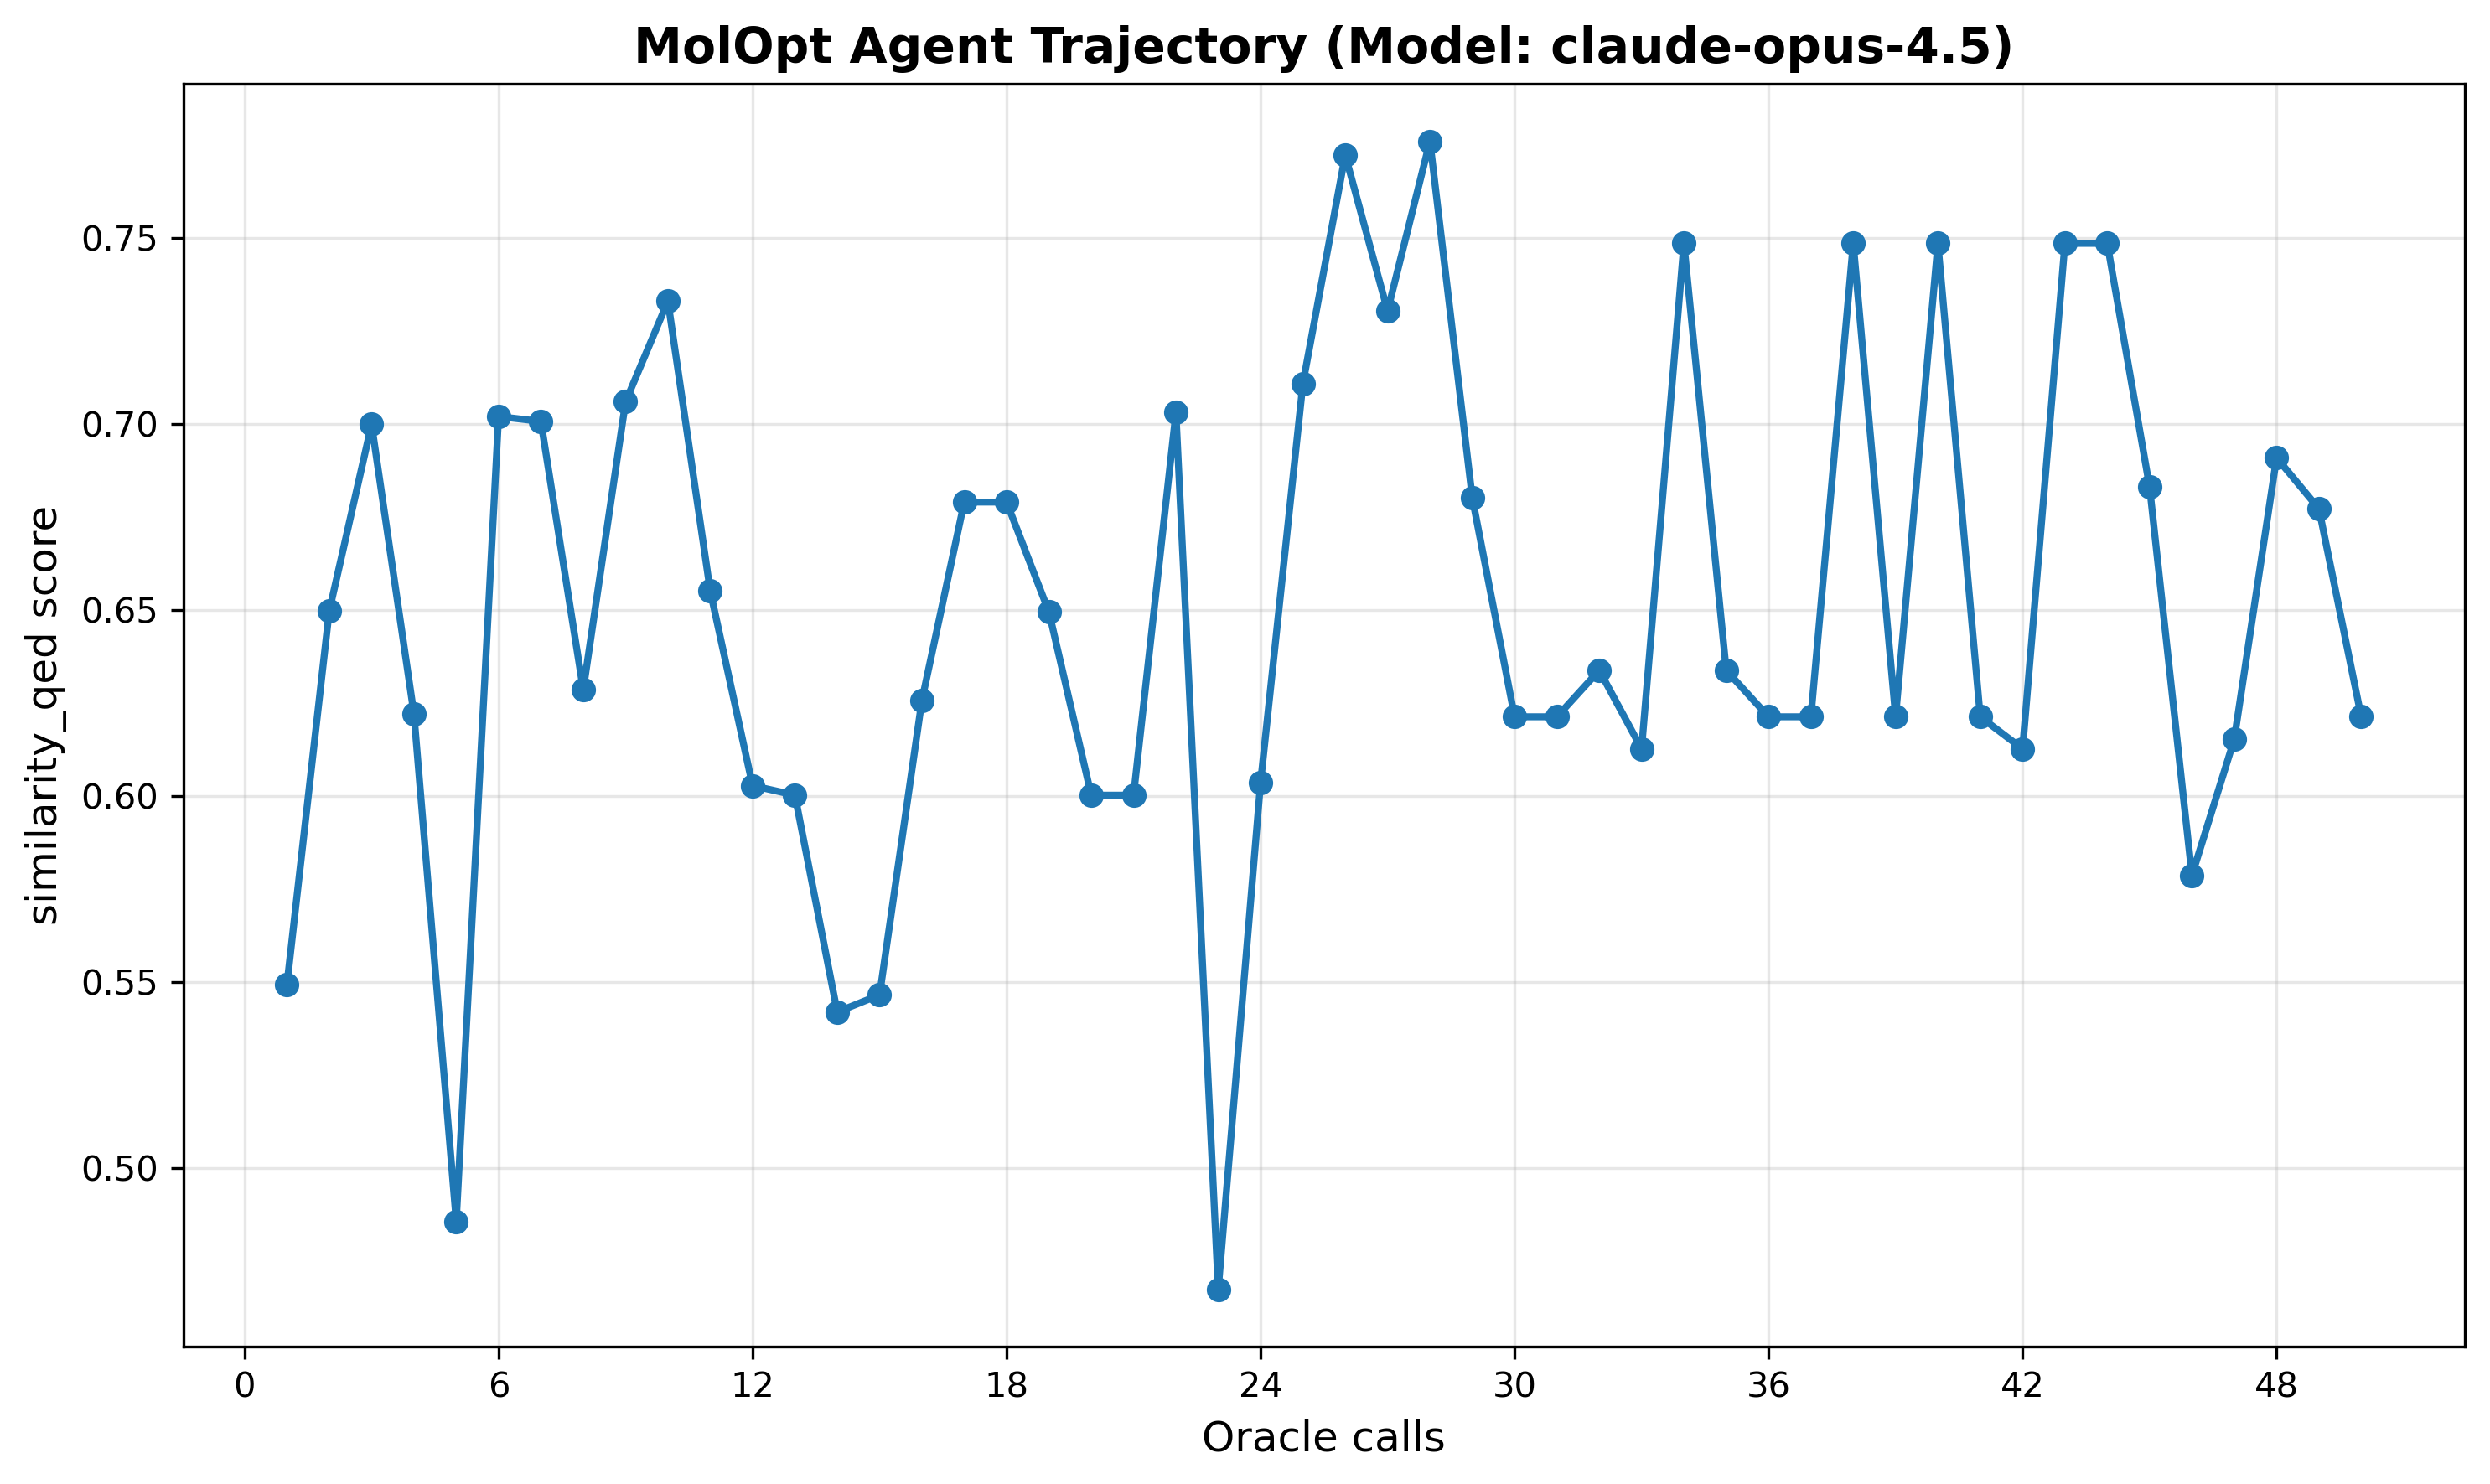 MolOpt Agent Trajectory (Model: claude-opus-4.5)
similarity_qed score
0.75
0.70
0.65
0.60
0.55
0.50
0 6 12 18 24 30 36 42 48
Oracle calls